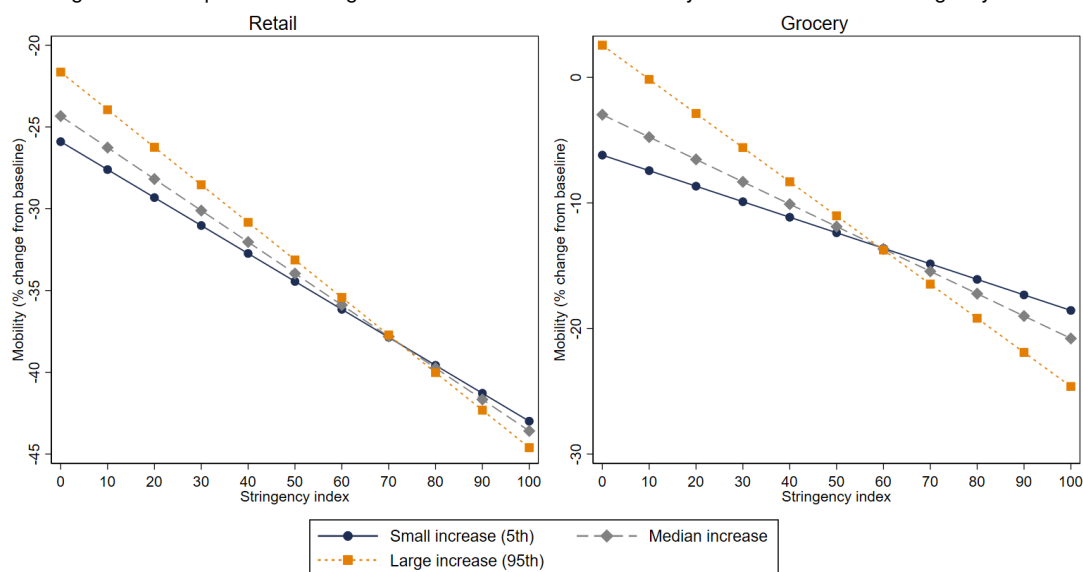 Retail
Grocery
Mobility (% change from baseline)
-20
-25
-30
-35
-40
-45
0 10 20 30 40 50 60 70 80 90 100
Stringency index
Mobility (% change from baseline)
0
-10
-20
-30
0 10 20 30 40 50 60 70 80 90 100
Stringency index
Small increase (5th)
Median increase
Large increase (95th)